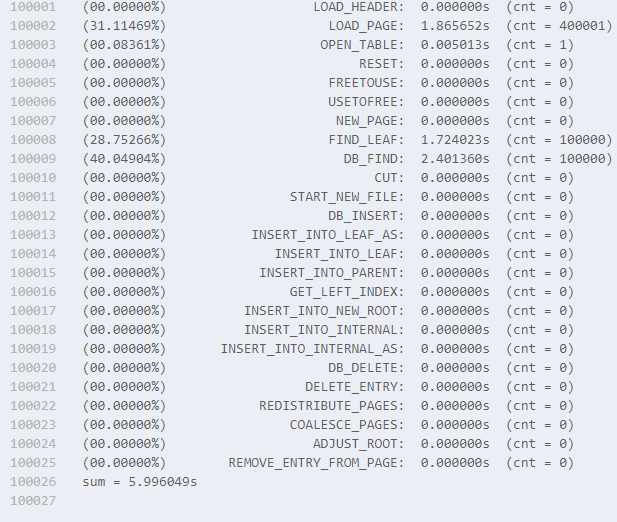 100001 (00.00000%) LOAD_HEADER: 0.000000s (cnt = 0)
100002 (31.11469%) LOAD_PAGE: 1.865652s (cnt = 400001)
100003 (00.08361%) OPEN_TABLE: 0.005013s (cnt = 1)
100004 (00.00000%) RESET: 0.000000s (cnt = 0)
100005 (00.00000%) FREETOUSE: 0.000000s (cnt = 0)
100006 (00.00000%) USETOFREE: 0.000000s (cnt = 0)
100007 (00.00000%) NEW_PAGE: 0.000000s (cnt = 0)
100008 (28.75266%) FIND_LEAF: 1.724023s (cnt = 100000)
100009 (40.04904%) DB_FIND: 2.401360s (cnt = 100000)
100010 (00.00000%) CUT: 0.000000s (cnt = 0)
100011 (00.00000%) START_NEW_FILE: 0.000000s (cnt = 0)
100012 (00.00000%) DB_INSERT: 0.000000s (cnt = 0)
100013 (00.00000%) INSERT_INTO_LEAF_AS: 0.000000s (cnt = 0)
100014 (00.00000%) INSERT_INTO_LEAF: 0.000000s (cnt = 0)
100015 (00.00000%) INSERT_INTO_PARENT: 0.000000s (cnt = 0)
100016 (00.00000%) GET_LEFT_INDEX: 0.000000s (cnt = 0)
100017 (00.00000%) INSERT_INTO_NEW_ROOT: 0.000000s (cnt = 0)
100018 (00.00000%) INSERT_INTO_INTERNAL: 0.000000s (cnt = 0)
100019 (00.00000%) INSERT_INTO_INTERNAL_AS: 0.000000s (cnt = 0)
100020 (00.00000%) DB_DELETE: 0.000000s (cnt = 0)
100021 (00.00000%) DELETE_ENTRY: 0.000000s (cnt = 0)
100022 (00.00000%) REDISTRIBUTE_PAGES: 0.000000s (cnt = 0)
100023 (00.00000%) COALESCE_PAGES: 0.000000s (cnt = 0)
100024 (00.00000%) ADJUST_ROOT: 0.000000s (cnt = 0)
100025 (00.00000%) REMOVE_ENTRY_FROM_PAGE: 0.000000s (cnt = 0)
100026 sum = 5.996049s
100027